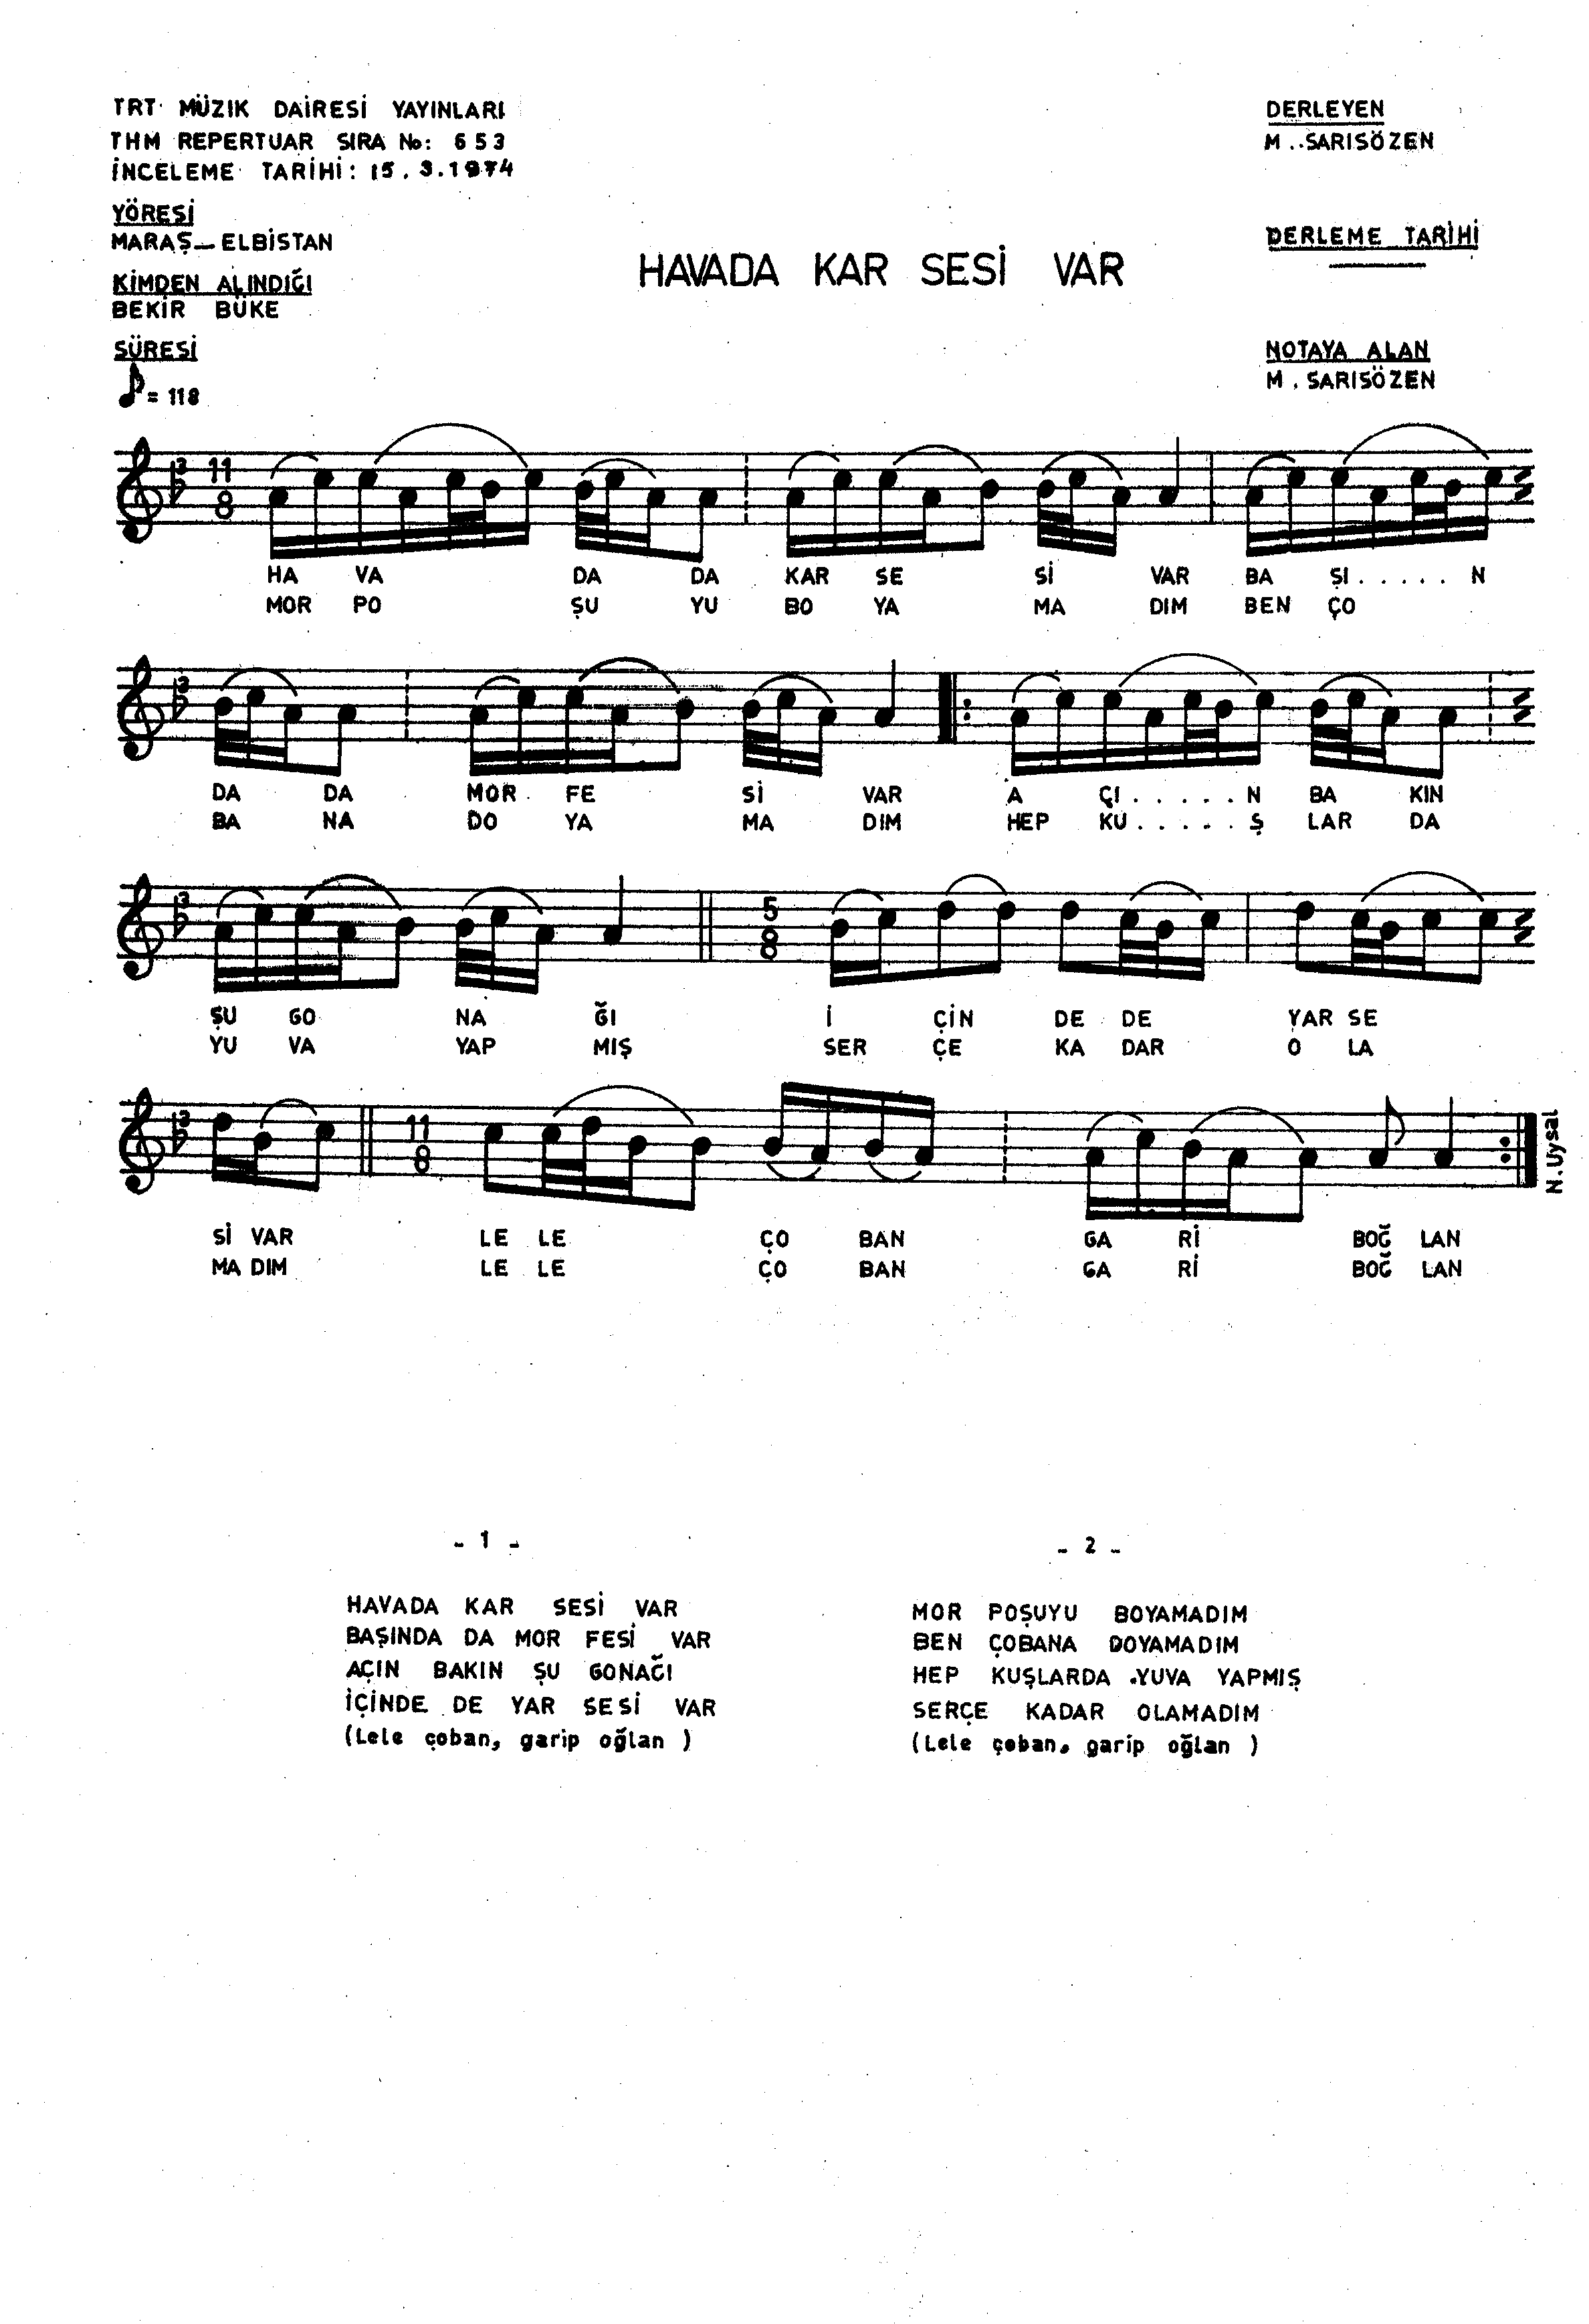 TRT MÜZIK DAİRESİ YAYINLARI
THM REPERTUAR SIRA No: 653
İNCELEME TARİHİ: 15.3.1974
DERLEYEN
M. SARISÖZEN
YÖRESİ
MARAŞ_ELBİSTAN
DERLEME TARİHİ
HAVADA KAR SESİ VAR
KİMDEN ALINDIĞI
BEKİR BÜKE
SÜRESİ
= 118
NOTAYA ALAN
M. SARISÖZEN
3 11 8
HA VA DA DA KAR SE Sİ VAR BA ŞI.....N
MOR PO ŞU YU BO YA MA DIM BEN ÇO
3
DA DA MOR FE Sİ VAR A ÇI.....N BA KIN
BA NA DO YA MA DIM HEP KU.....Ş LAR DA
3 5 8
ŞU GO NA ĞI İ ÇİN DE DE YAR SE
YU VA YAP MIŞ SER ÇE KA DAR O LA
3 11 8
N.Uysal
Sİ VAR LE LE ÇO BAN GA Rİ BOĞ LAN
MA DIM LE LE ÇO BAN GA Rİ BOĞ LAN
- 1 -
HAVADA KAR SESİ VAR
BAŞINDA DA MOR FESİ VAR
AÇIN BAKIN ŞU GONAĞI
İÇİNDE DE YAR SESİ VAR
(Lele çoban, garip oğlan )
- 2 -
MOR POŞUYU BOYAMADIM
BEN ÇOBANA DOYAMADIM
HEP KUŞLARDA YUVA YAPMIŞ
SERÇE KADAR OLAMADIM
(Lele çoban, garip oğlan )